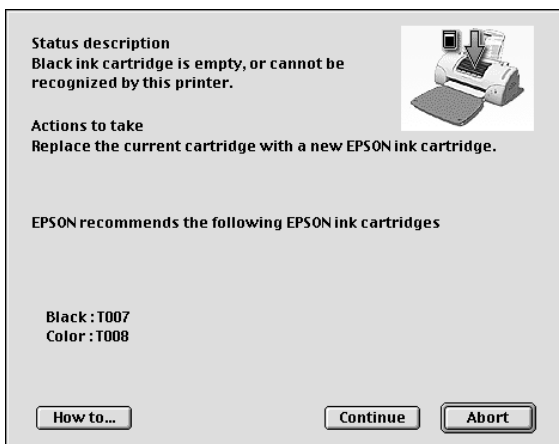 Status description
Black ink cartridge is empty, or cannot be
recognized by this printer.
Actions to take
Replace the current cartridge with a new EPSON ink cartridge.
EPSON recommends the following EPSON ink cartridges
Black : T007
Color : T008
How to...
Continue
Abort